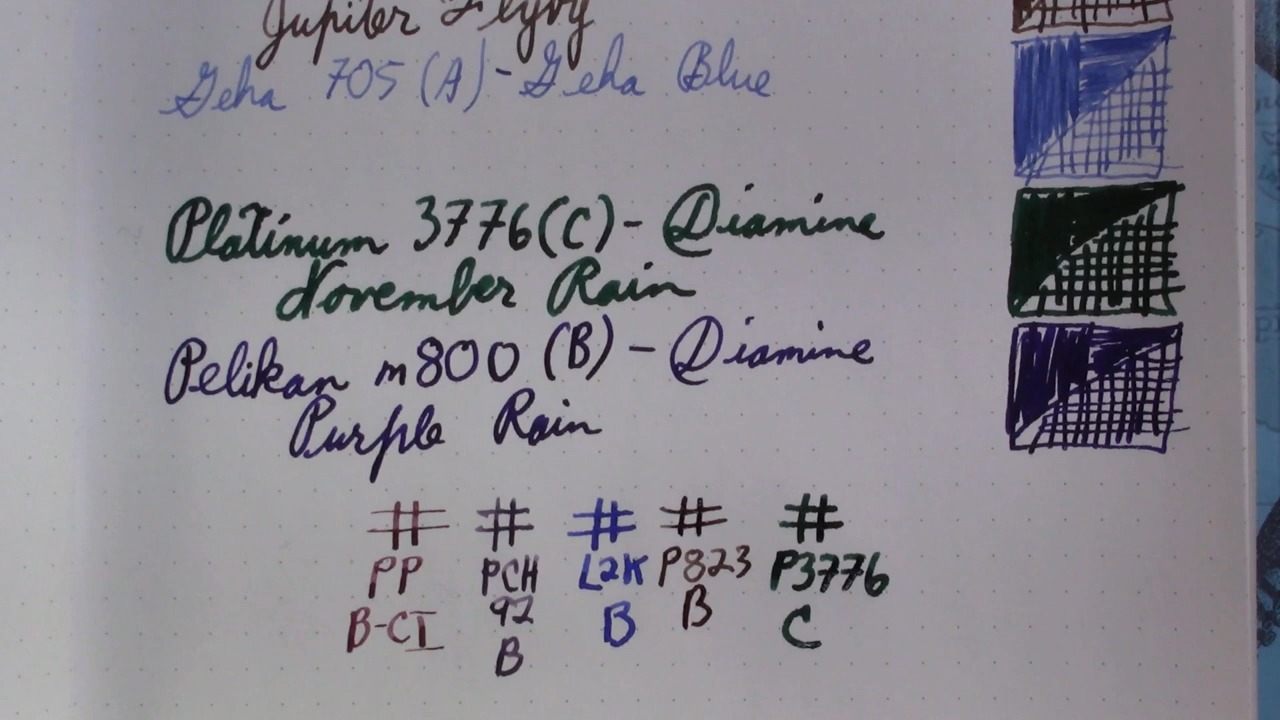 Jupiter
Geha 705 (A) - Geha Blue
Platinum 3776 (C) - Diamine
November Rain
Pelikan m800 (B) - Diamine
Purple Rain
# # # # #
PP PCH L2K P823 P3776
B-CI 92 B B C
B